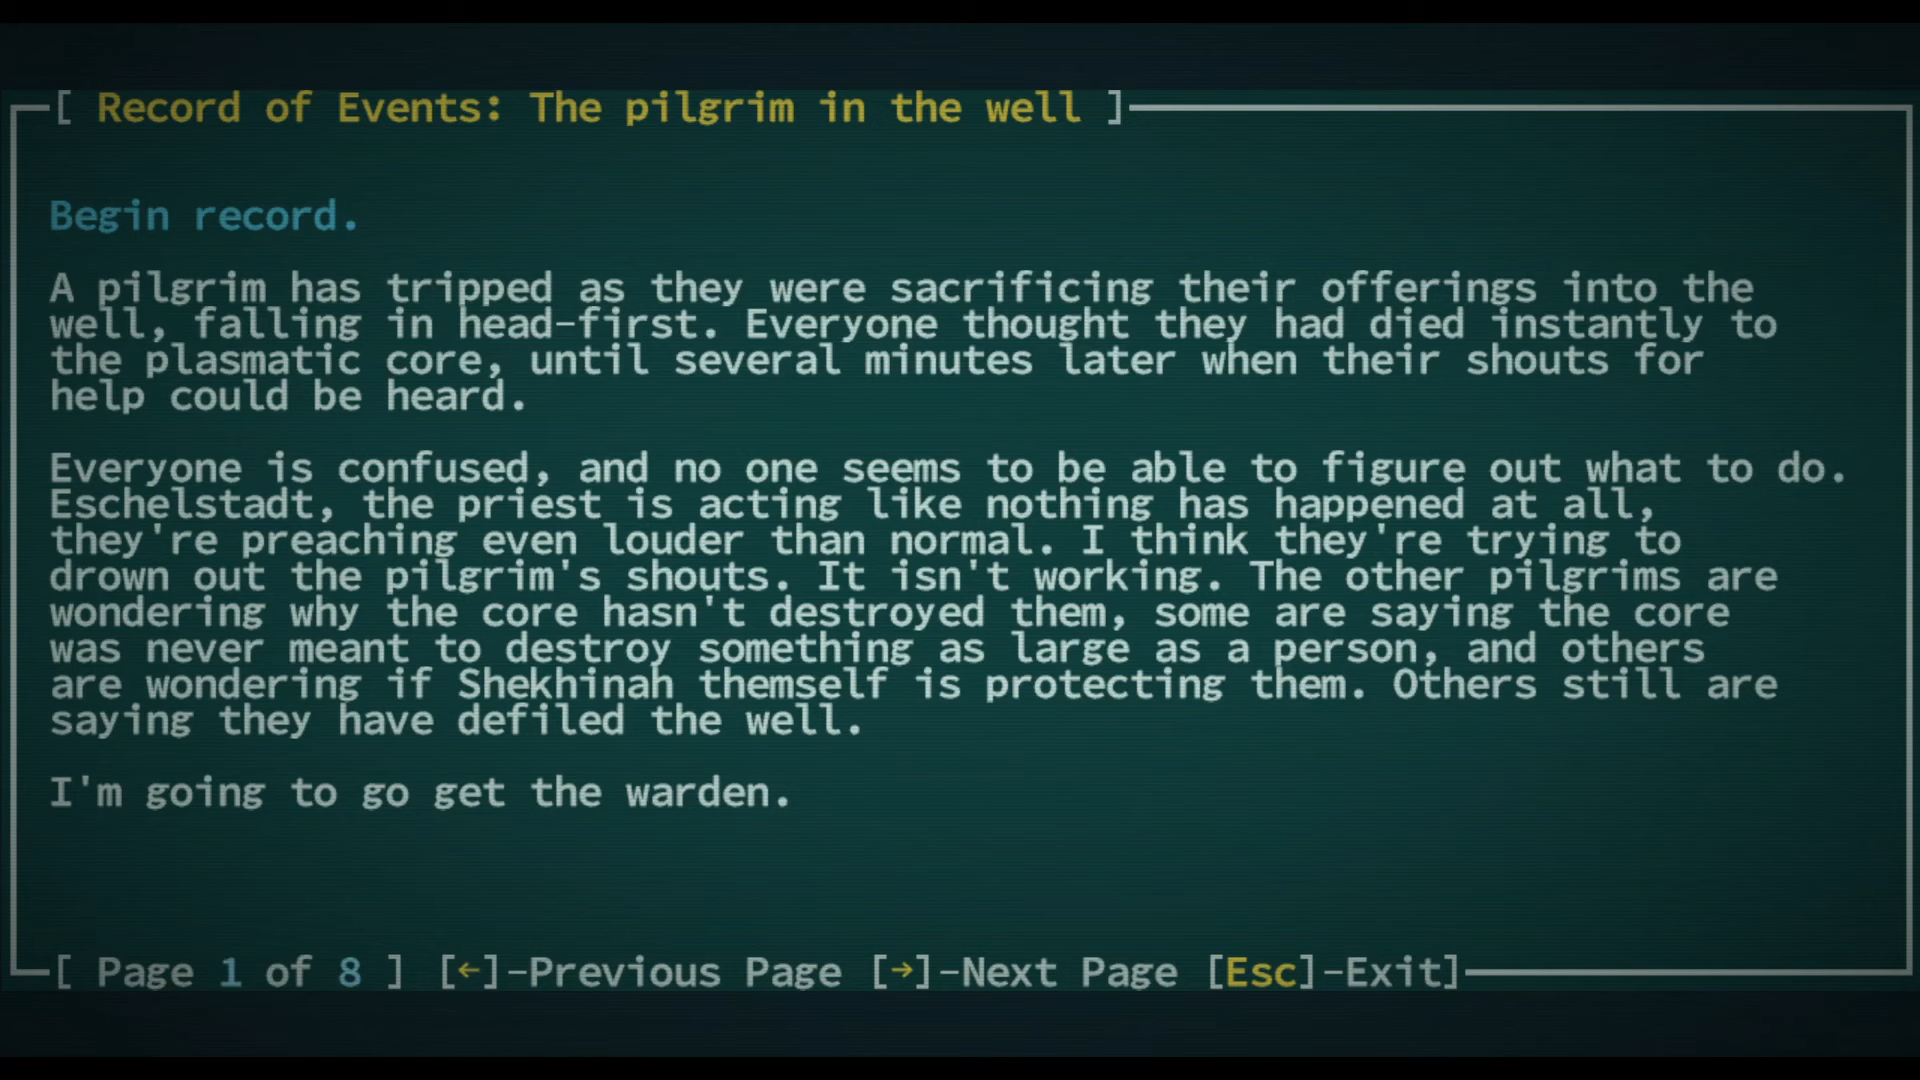 [ Record of Events: The pilgrim in the well ]
Begin record.
A pilgrim has tripped as they were sacrificing their offerings into the
well, falling in head-first. Everyone thought they had died instantly to
the plasmatic core, until several minutes later when their shouts for
help could be heard.
Everyone is confused, and no one seems to be able to figure out what to do.
Eschelstadt, the priest is acting like nothing has happened at all,
they're preaching even louder than normal. I think they're trying to
drown out the pilgrim's shouts. It isn't working. The other pilgrims are
wondering why the core hasn't destroyed them, some are saying the core
was never meant to destroy something as large as a person, and others
are wondering if Shekhinah themself is protecting them. Others still are
saying they have defiled the well.
I'm going to go get the warden.
[ Page 1 of 8 ] [←]-Previous Page [→]-Next Page [Esc]-Exit]